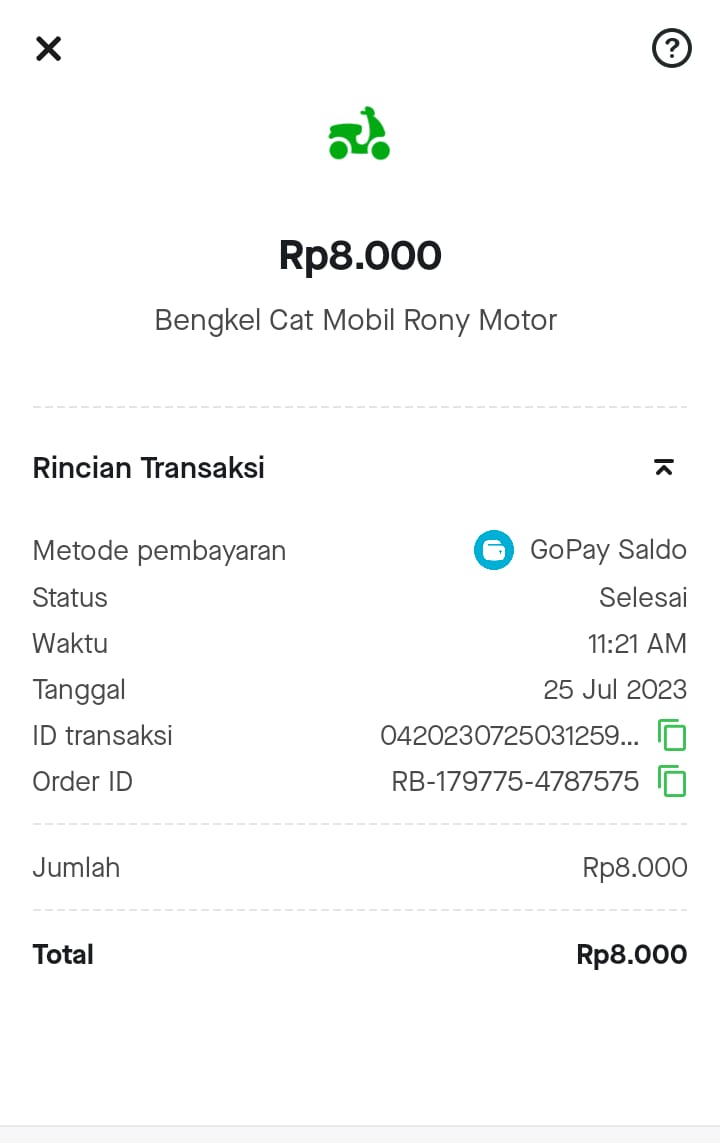 Rp8.000
Bengkel Cat Mobil Rony Motor
Rincian Transaksi
Metode pembayaran GoPay Saldo
Status Selesai
Waktu 11:21 AM
Tanggal 25 Jul 2023
ID transaksi 0420230725031259...
Order ID RB-179775-4787575
Jumlah Rp8.000
Total Rp8.000